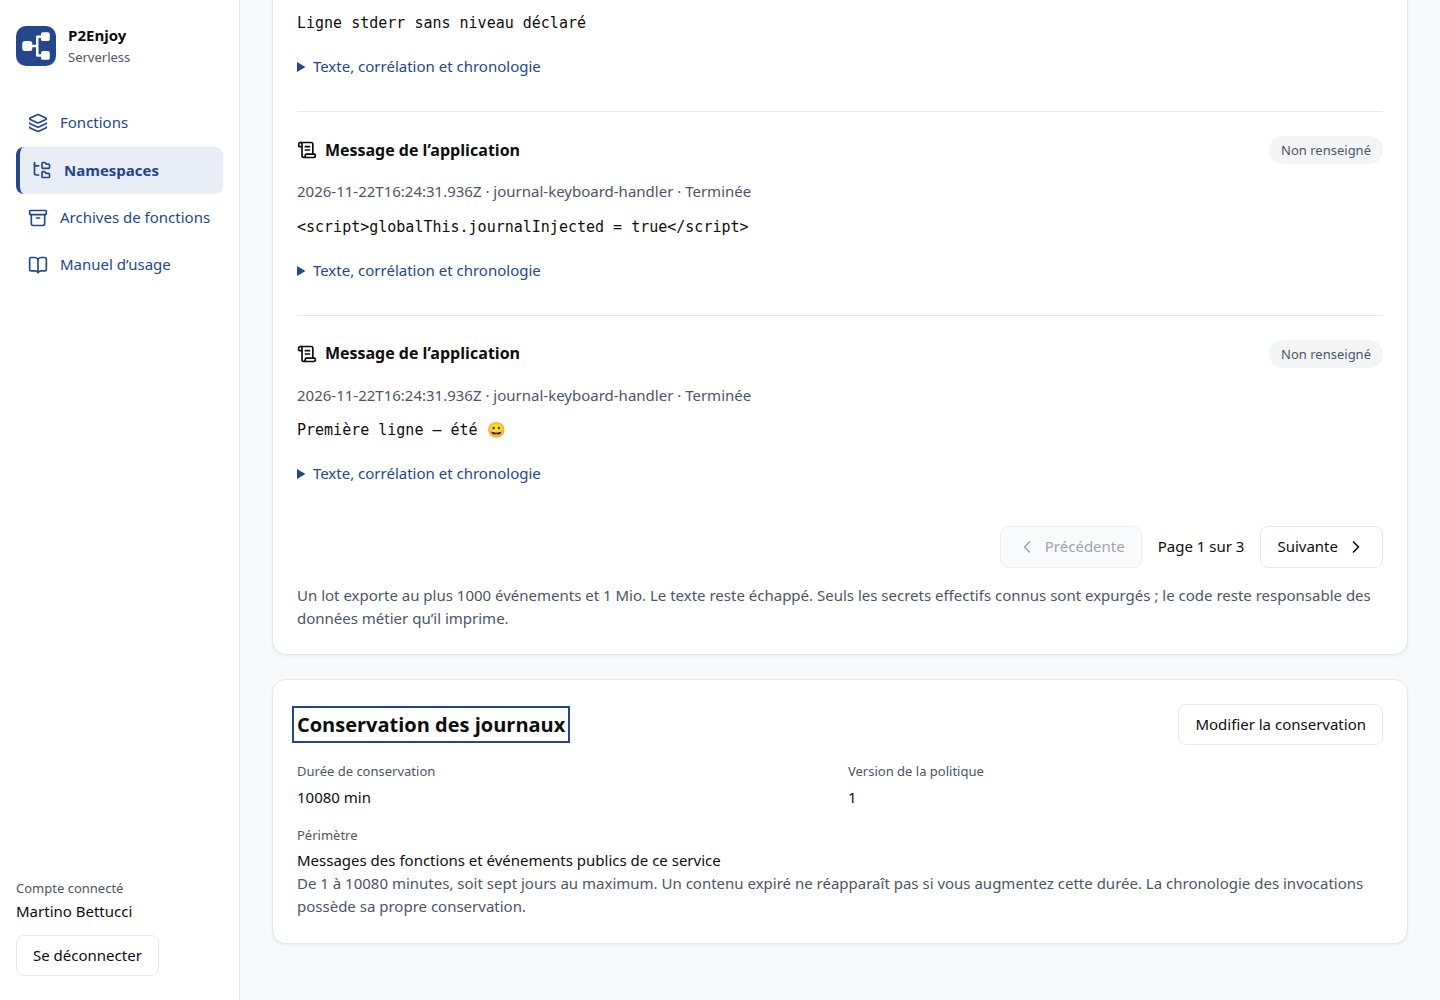 P2Enjoy
Serverless
Fonctions
Namespaces
Archives de fonctions
Manuel d’usage
Compte connecté
Martino Bettucci
Se déconnecter
Ligne stderr sans niveau déclaré
Texte, corrélation et chronologie
Message de l’application
Non renseigné
2026-11-22T16:24:31.936Z · journal-keyboard-handler · Terminée
<script>globalThis.journalInjected = true</script>
Texte, corrélation et chronologie
Message de l’application
Non renseigné
2026-11-22T16:24:31.936Z · journal-keyboard-handler · Terminée
Première ligne — été 😀
Texte, corrélation et chronologie
Précédente
Page 1 sur 3
Suivante
Un lot exporte au plus 1000 événements et 1 Mio. Le texte reste échappé. Seuls les secrets effectifs connus sont expurgés ; le code reste responsable des
données métier qu’il imprime.
Conservation des journaux
Modifier la conservation
Durée de conservation
Version de la politique
10080 min
1
Périmètre
Messages des fonctions et événements publics de ce service
De 1 à 10080 minutes, soit sept jours au maximum. Un contenu expiré ne réapparaît pas si vous augmentez cette durée. La chronologie des invocations
possède sa propre conservation.